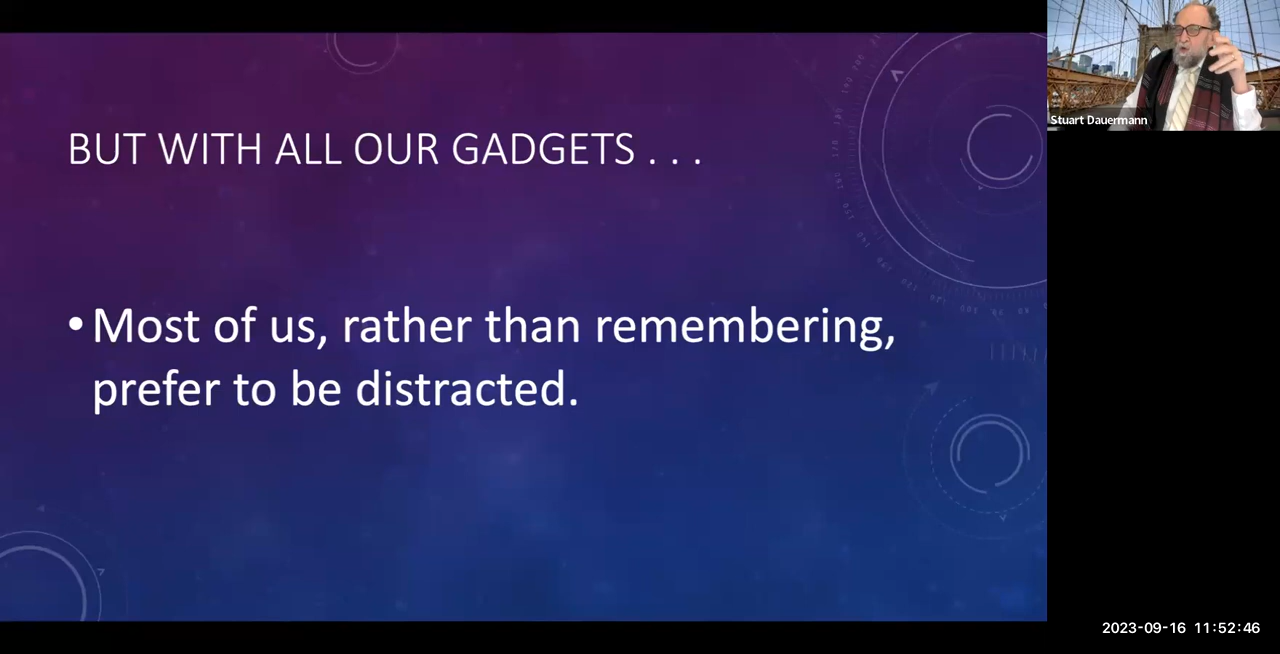 BUT WITH ALL OUR GADGETS . . .
• Most of us, rather than remembering,
prefer to be distracted.
Stuart Dauermann
2023-09-16 11:52:46